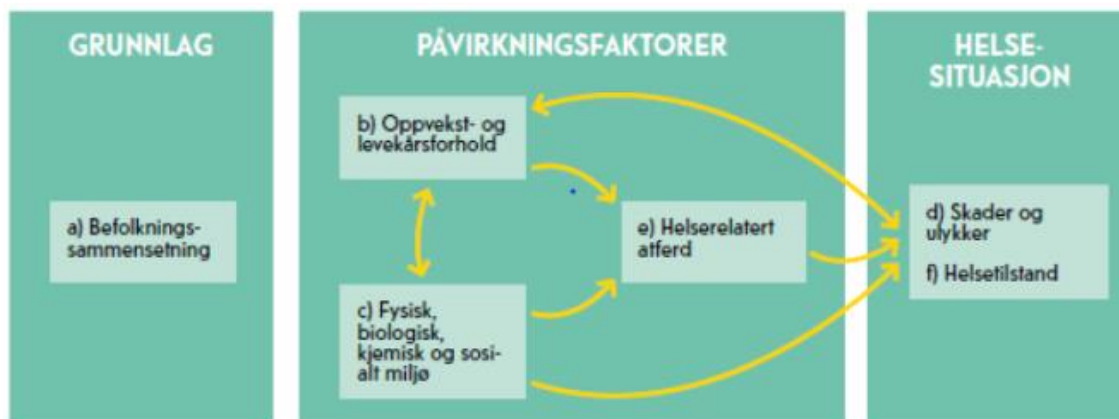 GRUNNLAG
a) Befolknings-
sammensetning
PÅVIRKNINGSFAKTORER
b) Oppvekst- og
levekårsforhold
e) Helserelatert
atferd
c) Fysisk,
biologisk,
kjemisk og sosi-
alt miljø
HELSE-
SITUASJON
d) Skader og
ulykker
f) Helsetilstand